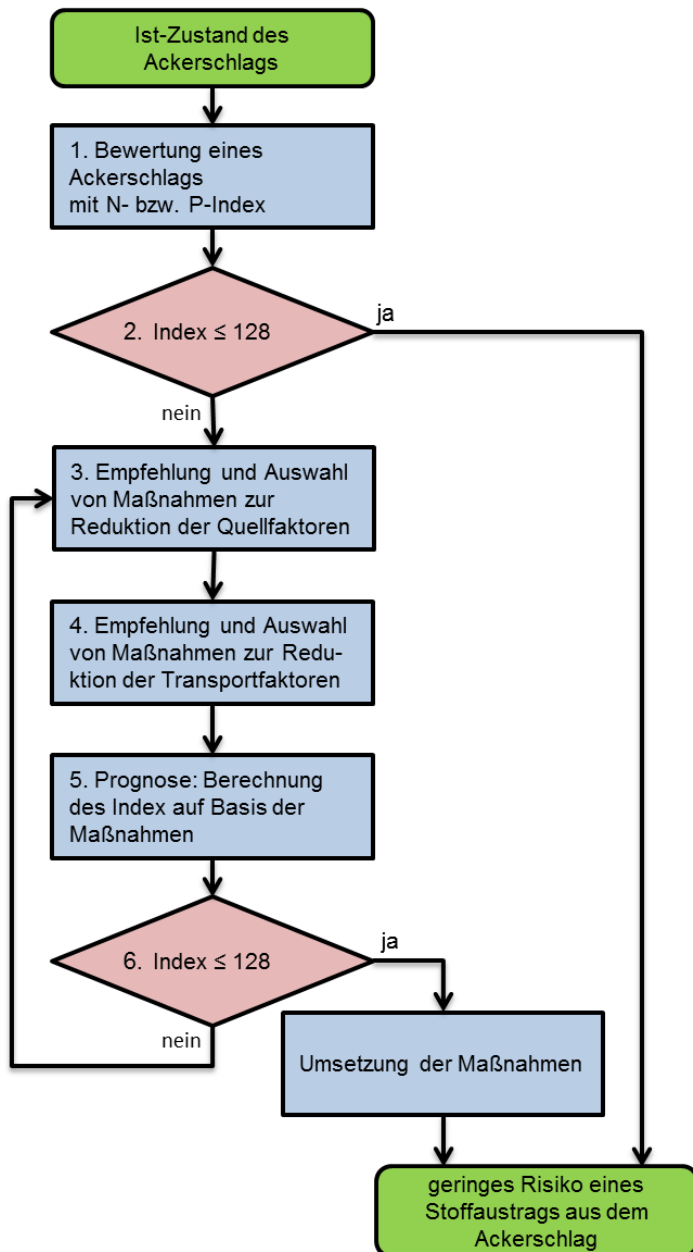 Ist-Zustand des
Ackerschlags
1. Bewertung eines
Ackerschlags
mit N- bzw. P-Index
2. Index ≤ 128
ja
nein
3. Empfehlung und Auswahl
von Maßnahmen zur
Reduktion der Quellfaktoren
4. Empfehlung und Auswahl
von Maßnahmen zur Redu-
ktion der Transportfaktoren
5. Prognose: Berechnung
des Index auf Basis der
Maßnahmen
6. Index ≤ 128
ja
nein
Umsetzung der Maßnahmen
geringes Risiko eines
Stoffaustrags aus dem
Ackerschlag